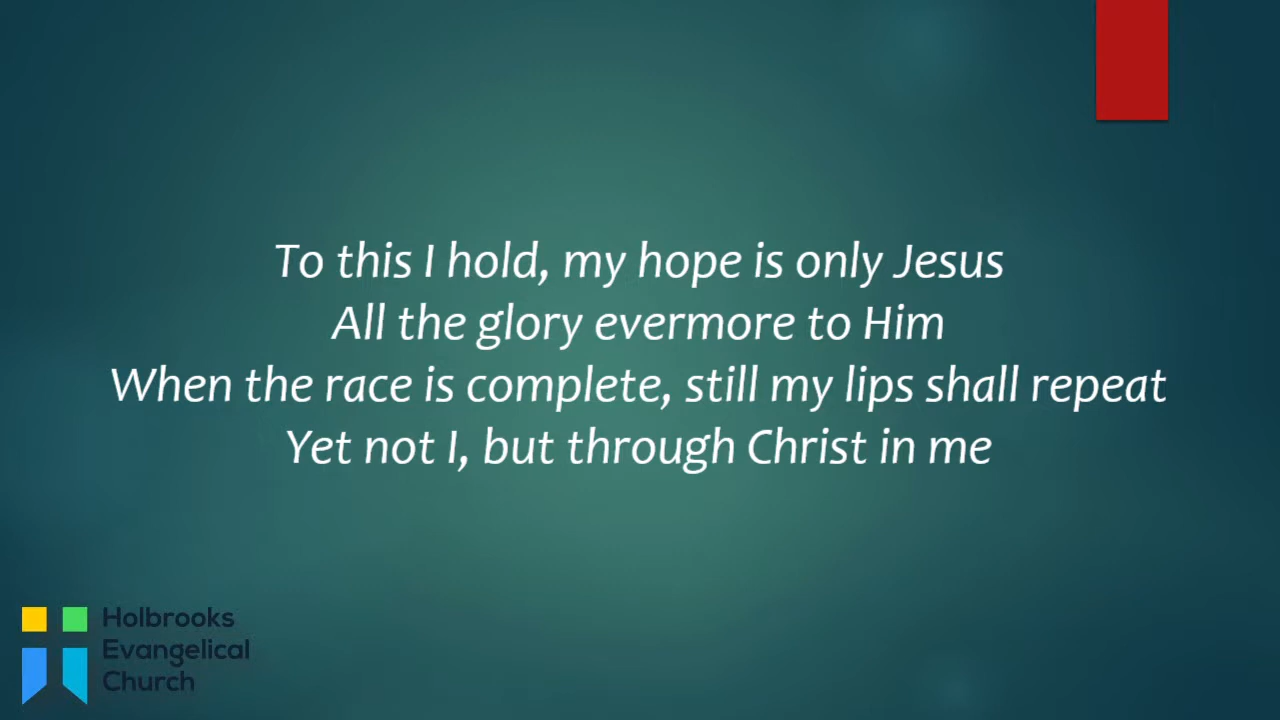 To this I hold, my hope is only Jesus
All the glory evermore to Him
When the race is complete, still my lips shall repeat
Yet not I, but through Christ in me
Holbrooks
Evangelical
Church